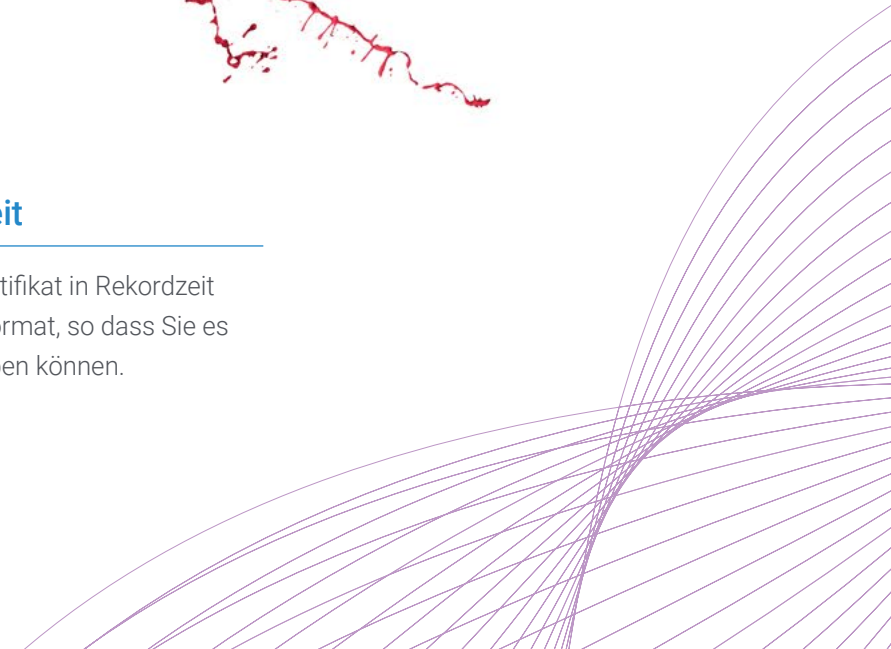 eit
tifikat in Rekordzeit
ormat, so dass Sie es
en können.